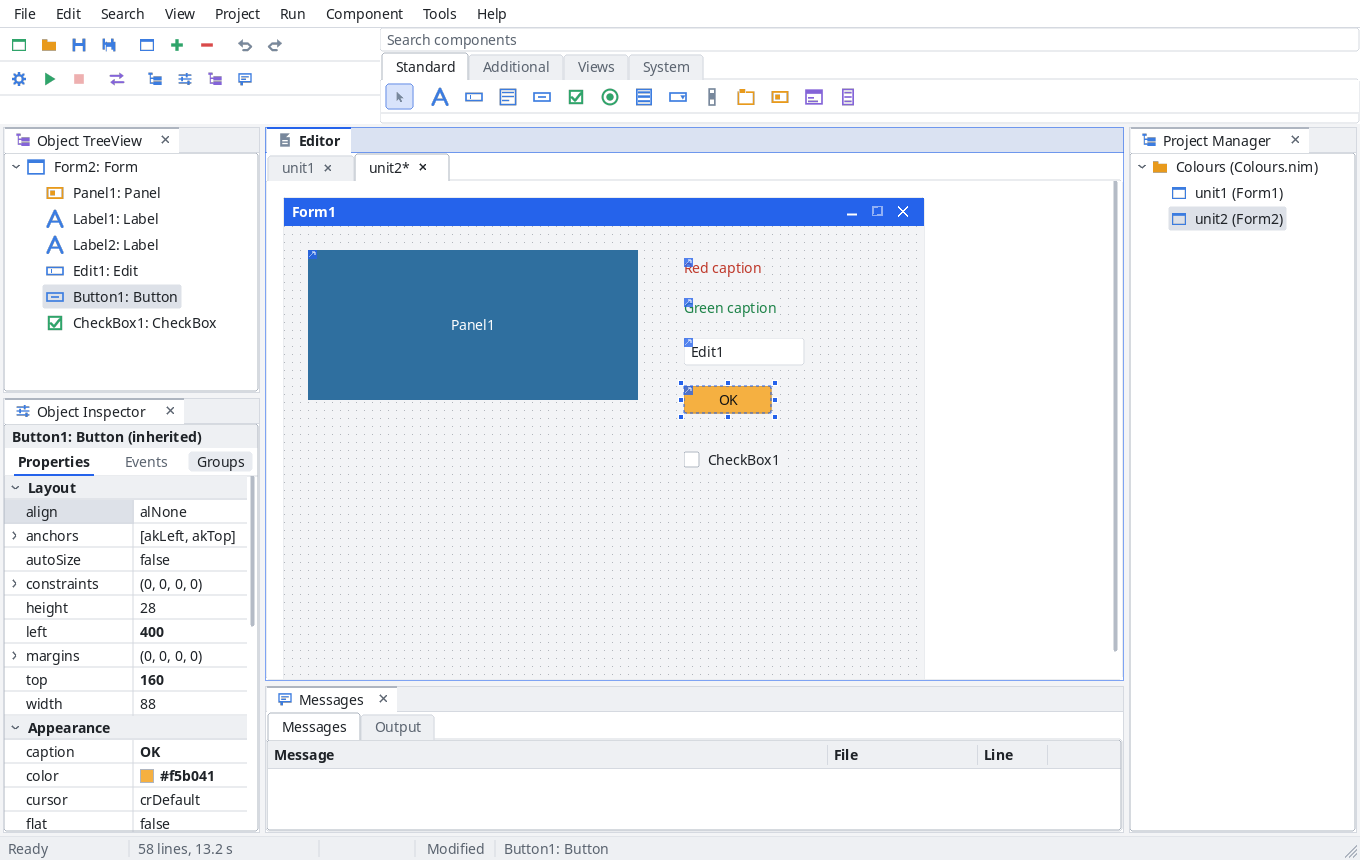 File Edit Search View Project Run Component Tools Help
Search components
Standard Additional Views System
Object TreeView
Form2: Form
Panel1: Panel
Label1: Label
Label2: Label
Edit1: Edit
Button1: Button
CheckBox1: CheckBox
Object Inspector
Button1: Button (inherited)
Properties Events Groups
Layout
align alNone
anchors [akLeft, akTop]
autoSize false
constraints (0, 0, 0, 0)
height 28
left 400
margins (0, 0, 0, 0)
top 160
width 88
Appearance
caption OK
color #f5b041
cursor crDefault
flat false
Editor
unit1 unit2*
Form1
Panel1
Red caption
Green caption
Edit1
OK
CheckBox1
Messages
Messages Output
Message File Line
Project Manager
Colours (Colours.nim)
unit1 (Form1)
unit2 (Form2)
Ready 58 lines, 13.2 s Modified Button1: Button